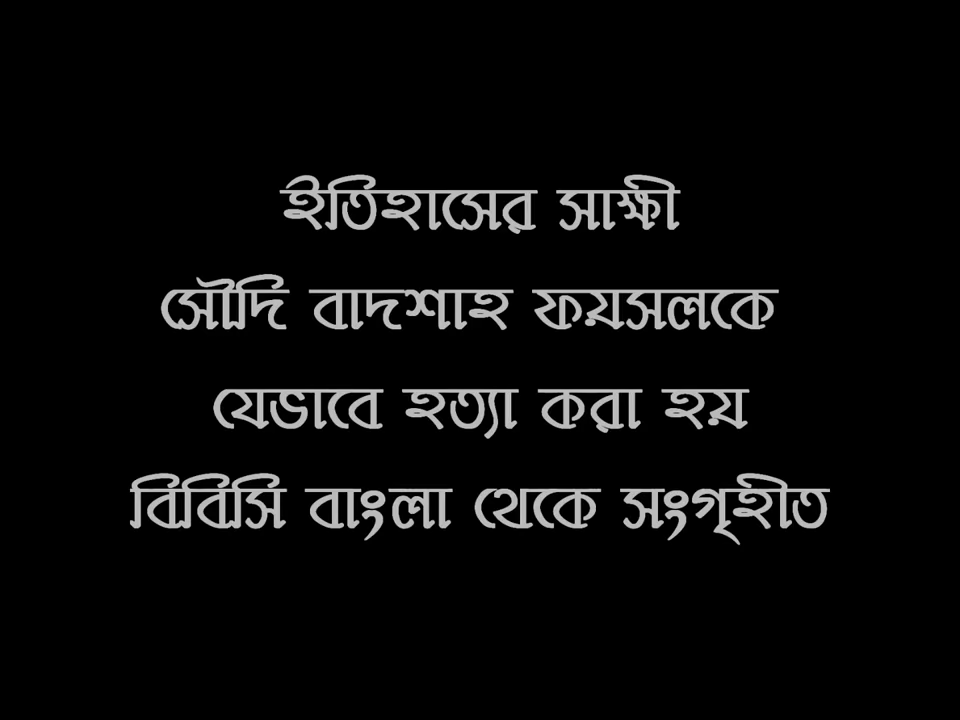 ইতিহাসের সাক্ষী
সৌদি বাদশাহ ফয়সলকে
যেভাবে হত্যা করা হয়
বিবিসি বাংলা থেকে সংগৃহীত